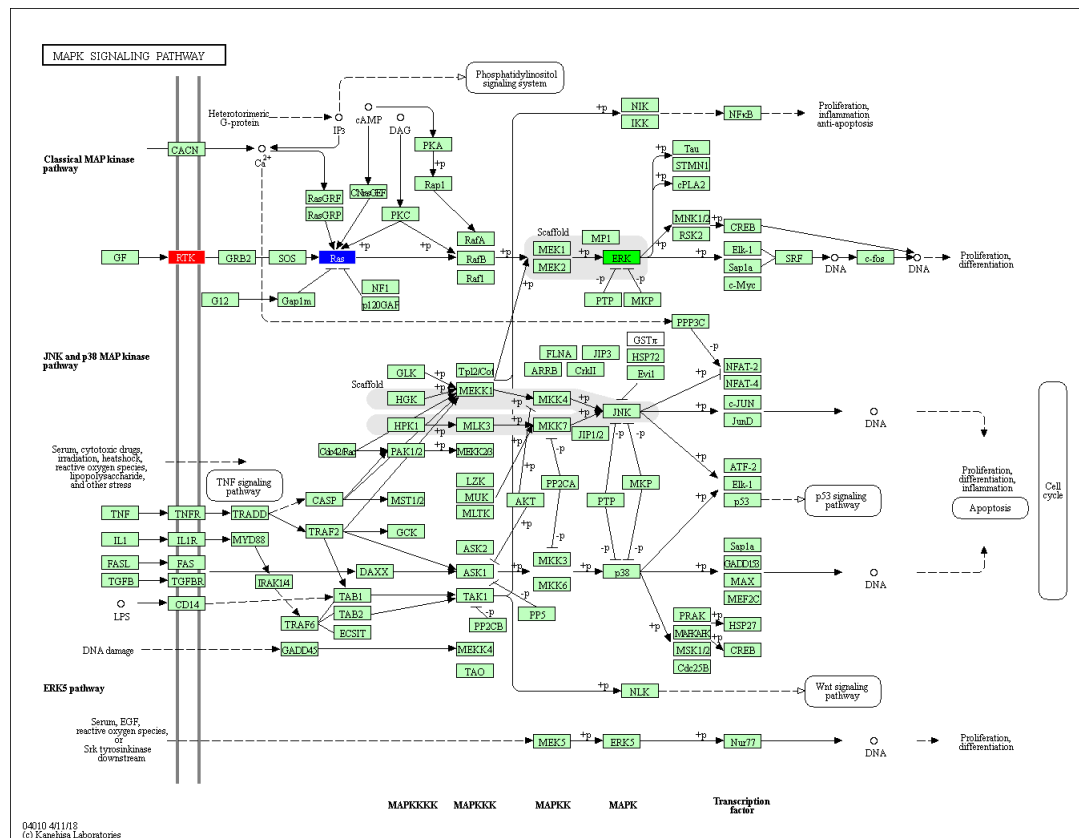 MAPK SIGNALING PATHWAY
Phosphatidylinositol
signaling system
Heterotorimeric
G-protein
IP3
cAMP
DAG
+p
NIK
IKK
NFκB
Proliferation,
inflammation
anti-apoptosis
CACN
Ca2+
PKA
+p
Classical MAP kinase
pathway
RasGRF
RasGRP
CNrasGEF
PKC
Rap1
+p
Tau
STMN1
cPLA2
+p
+p
RafA
RafB
Raf1
Scaffold
MEK1
MEK2
MP1
MNK1/2
RSK2
CREB
+p
GF
RTK
GRB2
SOS
Ras
+p
+p
ERK
+p
Elk-1
Sap1a
c-Myc
SRF
DNA
c-fos
DNA
Proliferation,
differentiation
G12
Gap1m
NF1
p120GAP
+p
-p
-p
PTP
MKP
PPP3C
-p
JNK and p38 MAP kinase
pathway
Scaffold
GLK
HGK
HPK1
Tpl2/Cot
MEKK1
MLK3
MEKK2/3
FLNA
JIP3
ARRB
CrkII
GSTπ
HSP72
Evi1
NFAT-2
NFAT-4
+p
c-JUN
JunD
DNA
MKK4
MKK7
+p
+p
JNK
JIP1/2
+p
+p
+p
Serum, cytotoxic drugs,
irradiation, heatshock,
reactive oxygen species,
lipopolysaccharide,
and other stress
TNF signaling
pathway
Cdc42/Rac
PAK1/2
+p
LZK
MUK
MLTK
-p
-p
AKT
PP2CA
-p
-p
PTP
MKP
+p
ATF-2
Elk-1
p53
p53 signaling
pathway
Proliferation,
differentiation,
inflammation
Apoptosis
Cell
cycle
CASP
MST1/2
TNF
TNFR
TRADD
TRAF2
GCK
+p
-p
-p
-p
+p
IL1
IL1R
MYD88
ASK2
ASK1
+p
MKK3
MKK6
+p
p38
+p
Sap1a
GADD153
MAX
MEF2C
DNA
FASL
FAS
TGFB
TGFBR
DAXX
IRAK1/4
LPS
CD14
TAB1
TAB2
ECSIT
TRAF6
TAK1
-p
PP2CB
-p
PP5
+p
PRAK
MAPKAPK
MSK1/2
Cdc25B
+p
+p
HSP27
CREB
DNA damage
GADD45
MEKK4
TAO
ERK5 pathway
+p
NLK
Wnt signaling
pathway
Serum, EGF,
reactive oxygen species,
or
Srk tyrosinkinase
downstream
MEK5
+p
ERK5
+p
Nur77
DNA
Proliferation,
differentiation
MAPKKKK
MAPKKK
MAPKK
MAPK
Transcription
factor
04010 4/11/18
(c) Kanehisa Laboratories